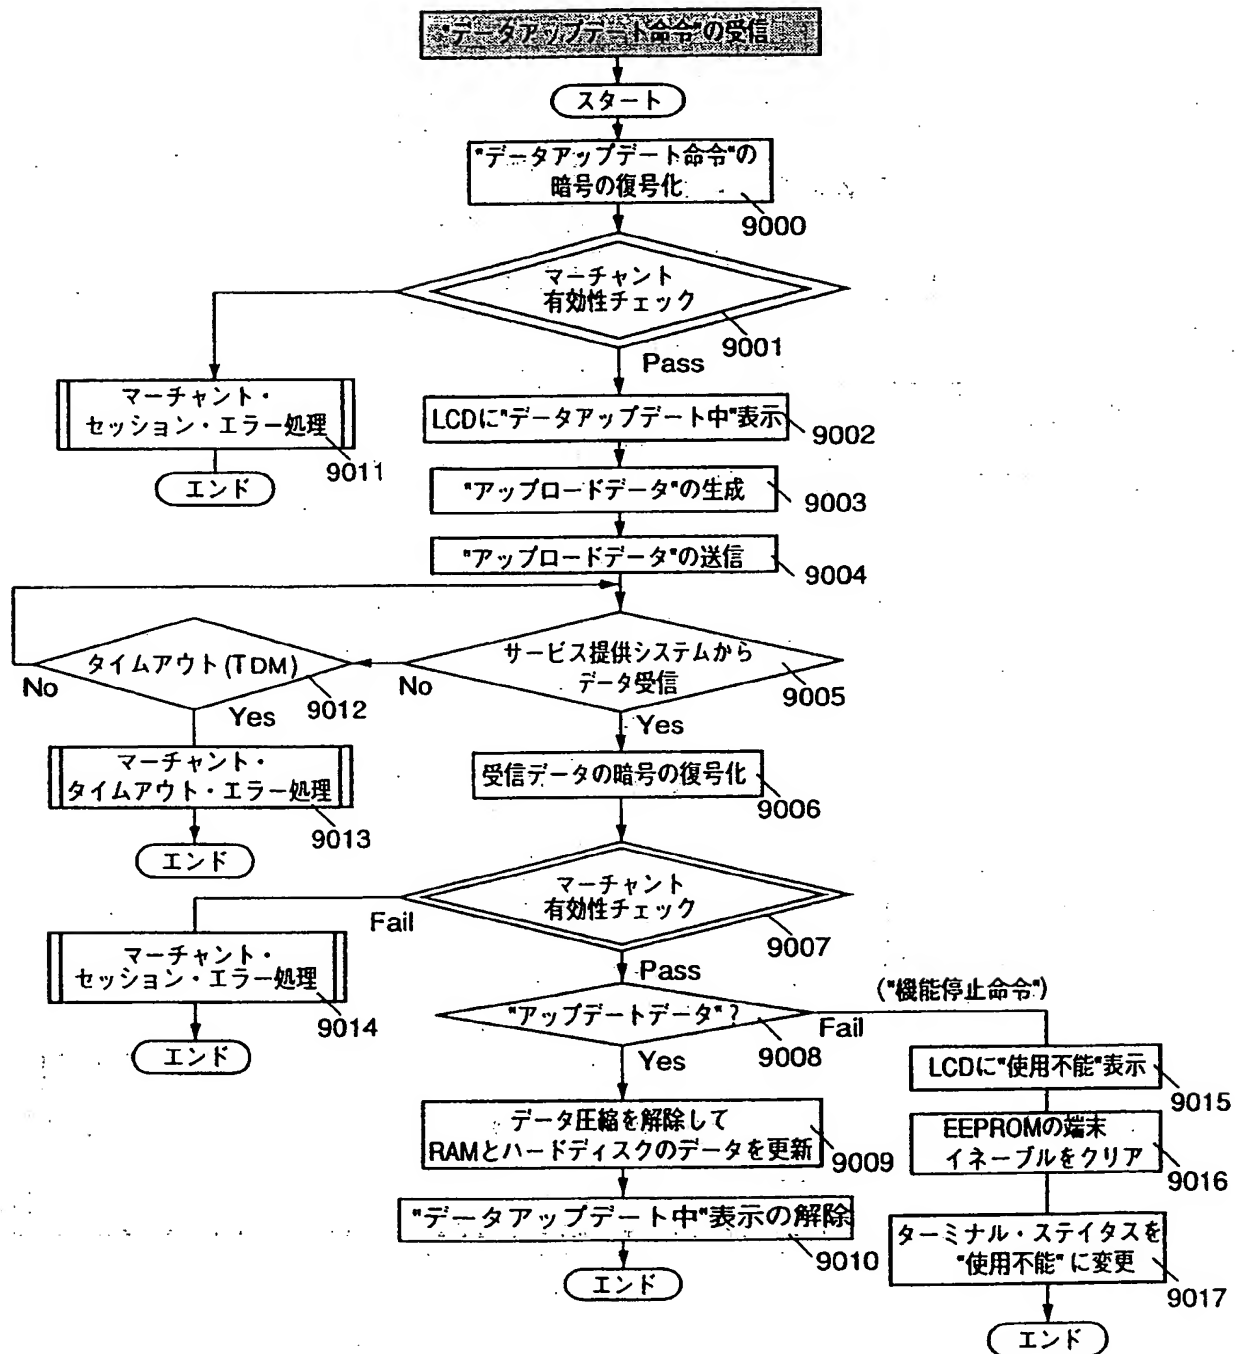 "データアップデート命令"の受信
スタート
"データアップデート命令"の
暗号の復号化
9000
マーチャント
有効性チェック
9001
Pass
マーチャント・
セッション・エラー処理
9011
エンド
LCDに"データアップデート中"表示
9002
"アップロードデータ"の生成
9003
"アップロードデータ"の送信
9004
サービス提供システムから
データ受信
9005
No
タイムアウト(TDM)
9012
No
Yes
マーチャント・
タイムアウト・エラー処理
9013
エンド
Yes
受信データの暗号の復号化
9006
マーチャント
有効性チェック
9007
Fail
マーチャント・
セッション・エラー処理
9014
エンド
Pass
"アップデートデータ"?
9008
("機能停止命令")
Fail
Yes
LCDに"使用不能"表示
9015
EEPROMの端末
イネーブルをクリア
9016
ターミナル・ステイタスを
"使用不能"に変更
9017
エンド
データ圧縮を解除して
RAMとハードディスクのデータを更新
9009
"データアップデート中"表示の解除
9010
エンド